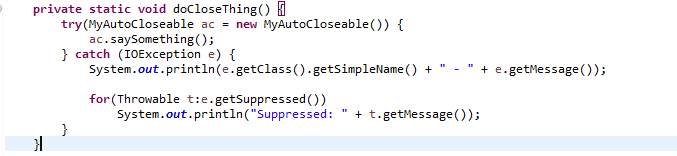 private static void doCloseThing() {
    try(MyAutoCloseable ac = new MyAutoCloseable()) {
        ac.saySomething();
    } catch (IOException e) {
        System.out.println(e.getClass().getSimpleName() + " - " + e.getMessage());

        for(Throwable t:e.getSuppressed())
            System.out.println("Suppressed: " + t.getMessage());
    }
}